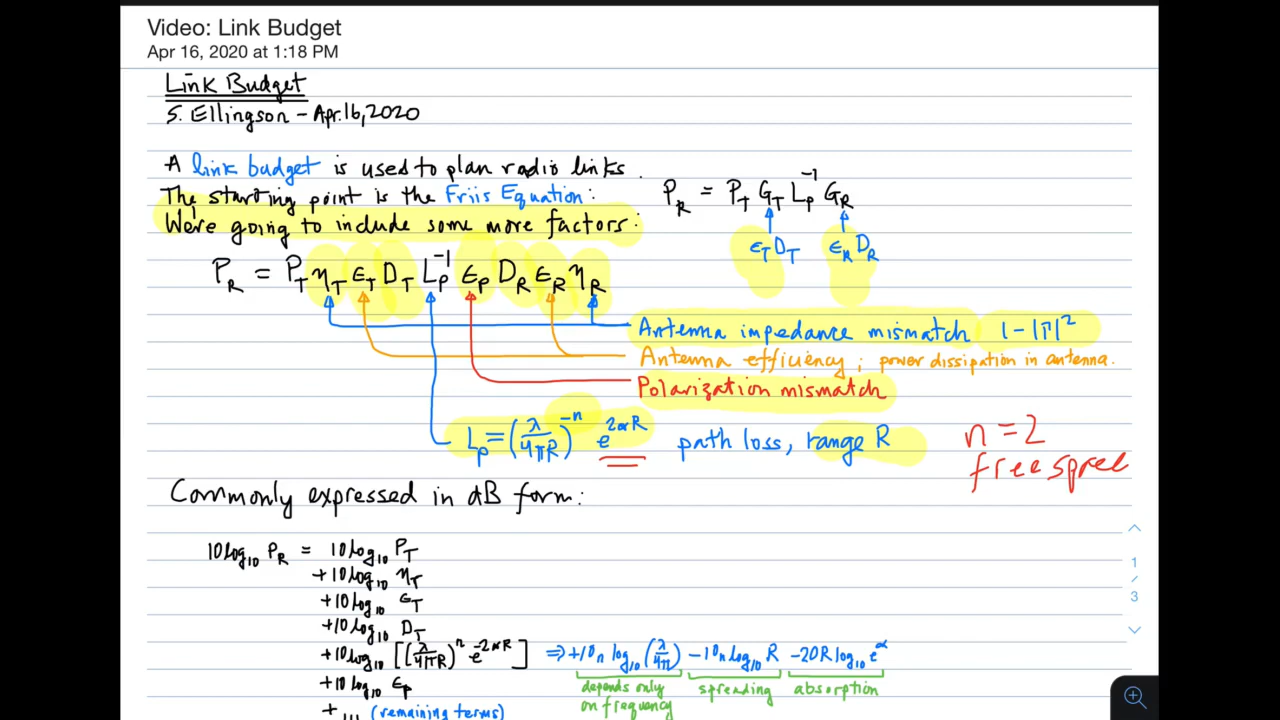 Video: Link Budget
Apr 16, 2020 at 1:18 PM
Link Budget
S. Ellingson – Apr. 16, 2020
A link budget is used to plan radio links.
The starting point is the Friis Equation:
P_R = P_T G_T L_p^-1 G_R
ϵ_T D_T ϵ_R D_R
We're going to include some more factors:
P_R = P_T η_T ϵ_T D_T L_p^-1 ϵ_p D_R ϵ_R η_R
Antenna impedance mismatch 1-|Γ|²
Antenna efficiency; power dissipation in antenna.
Polarization mismatch
L_p = (λ/4πR)^-n e^2αR path loss, range R
n = 2
free spree
Commonly expressed in dB form:
10 log₁₀ P_R = 10 log₁₀ P_T
+10 log₁₀ η_T
+10 log₁₀ ϵ_T
+10 log₁₀ D_T
+10 log₁₀ [(λ/4πR)^n e^-2αR] ⇒ +10n log₁₀ (λ/4π) -10n log₁₀ R -20R log₁₀ e^α
depends only on frequency
spreading
absorption
+10 log₁₀ ϵ_p
+ ... (remaining terms)
1
/
3